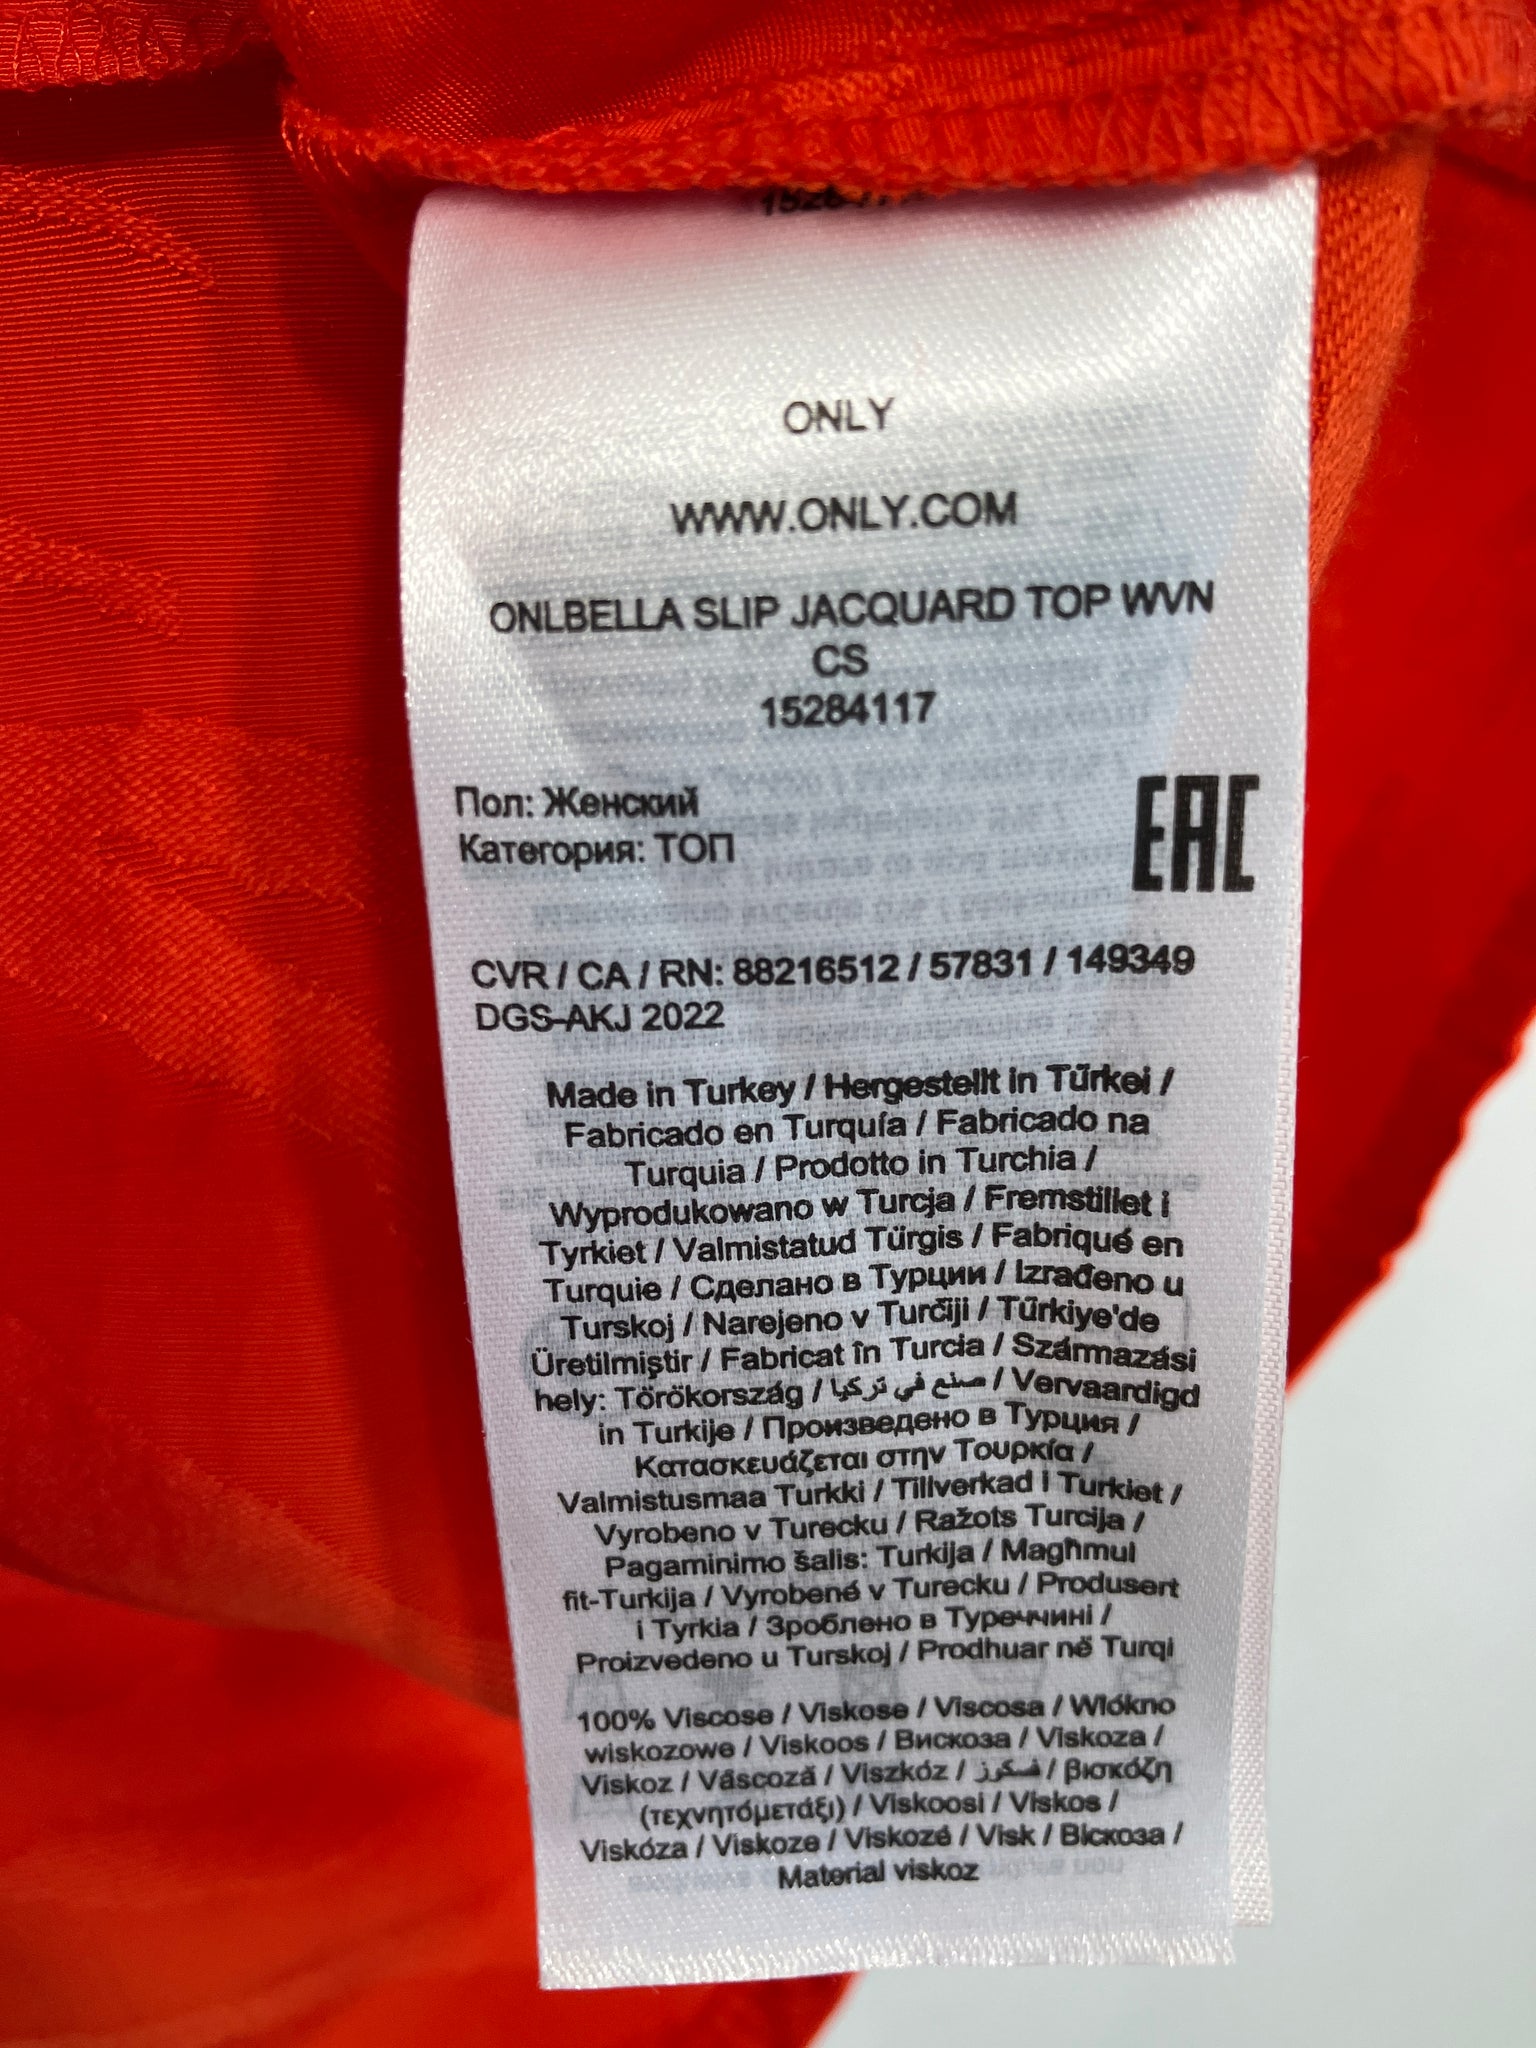 ONLY
WWW.ONLY.COM
ONLBELLA SLIP JACQUARD TOP WVN
CS
15284117
Пол: Женский
Категория: ТОП
EAC
CVR / CA / RN: 88216512 / 57831 / 149349
DGS-AKJ 2022
Made in Turkey / Hergestellt in Türkei /
Fabricado en Turquía / Fabricado na
Turquia / Prodotto in Turchia /
Wyprodukowano w Turcja / Fremstillet i
Tyrkiet / Valmistatud Türgis / Fabriqué en
Turquie / Сделано в Турции / Izrađeno u
Turskoj / Narejeno v Turčiji / Türkiye'de
Üretilmiştir / Fabricat în Turcia / Származási
hely: Törökország / صنع في تركيا / Vervaardigd
in Turkije / Произведено в Турция /
Κατασκευάζεται στην Τουρκία /
Valmistusmaa Turkki / Tillverkad i Turkiet /
Vyrobeno v Turecku / Ražots Turcija /
Pagaminimo šalis: Turkija / Magħmul
fit-Turkija / Vyrobené v Turecku / Produsert
i Tyrkia / Зроблено в Туреччині /
Proizvedeno u Turskoj / Prodhuar në Turqi
100% Viscose / Viskose / Viscosa / Włókno
wiskozowe / Viskoos / Вискоза / Viskoza /
Viskoz / Vâscoză / Viszkóz / فسكرز / βισκόζη
(τεχνητόμετάξι) / Viskoosi / Viskos /
Viskóza / Viskoze / Viskozé / Visk / Віскоза /
Material viskoz